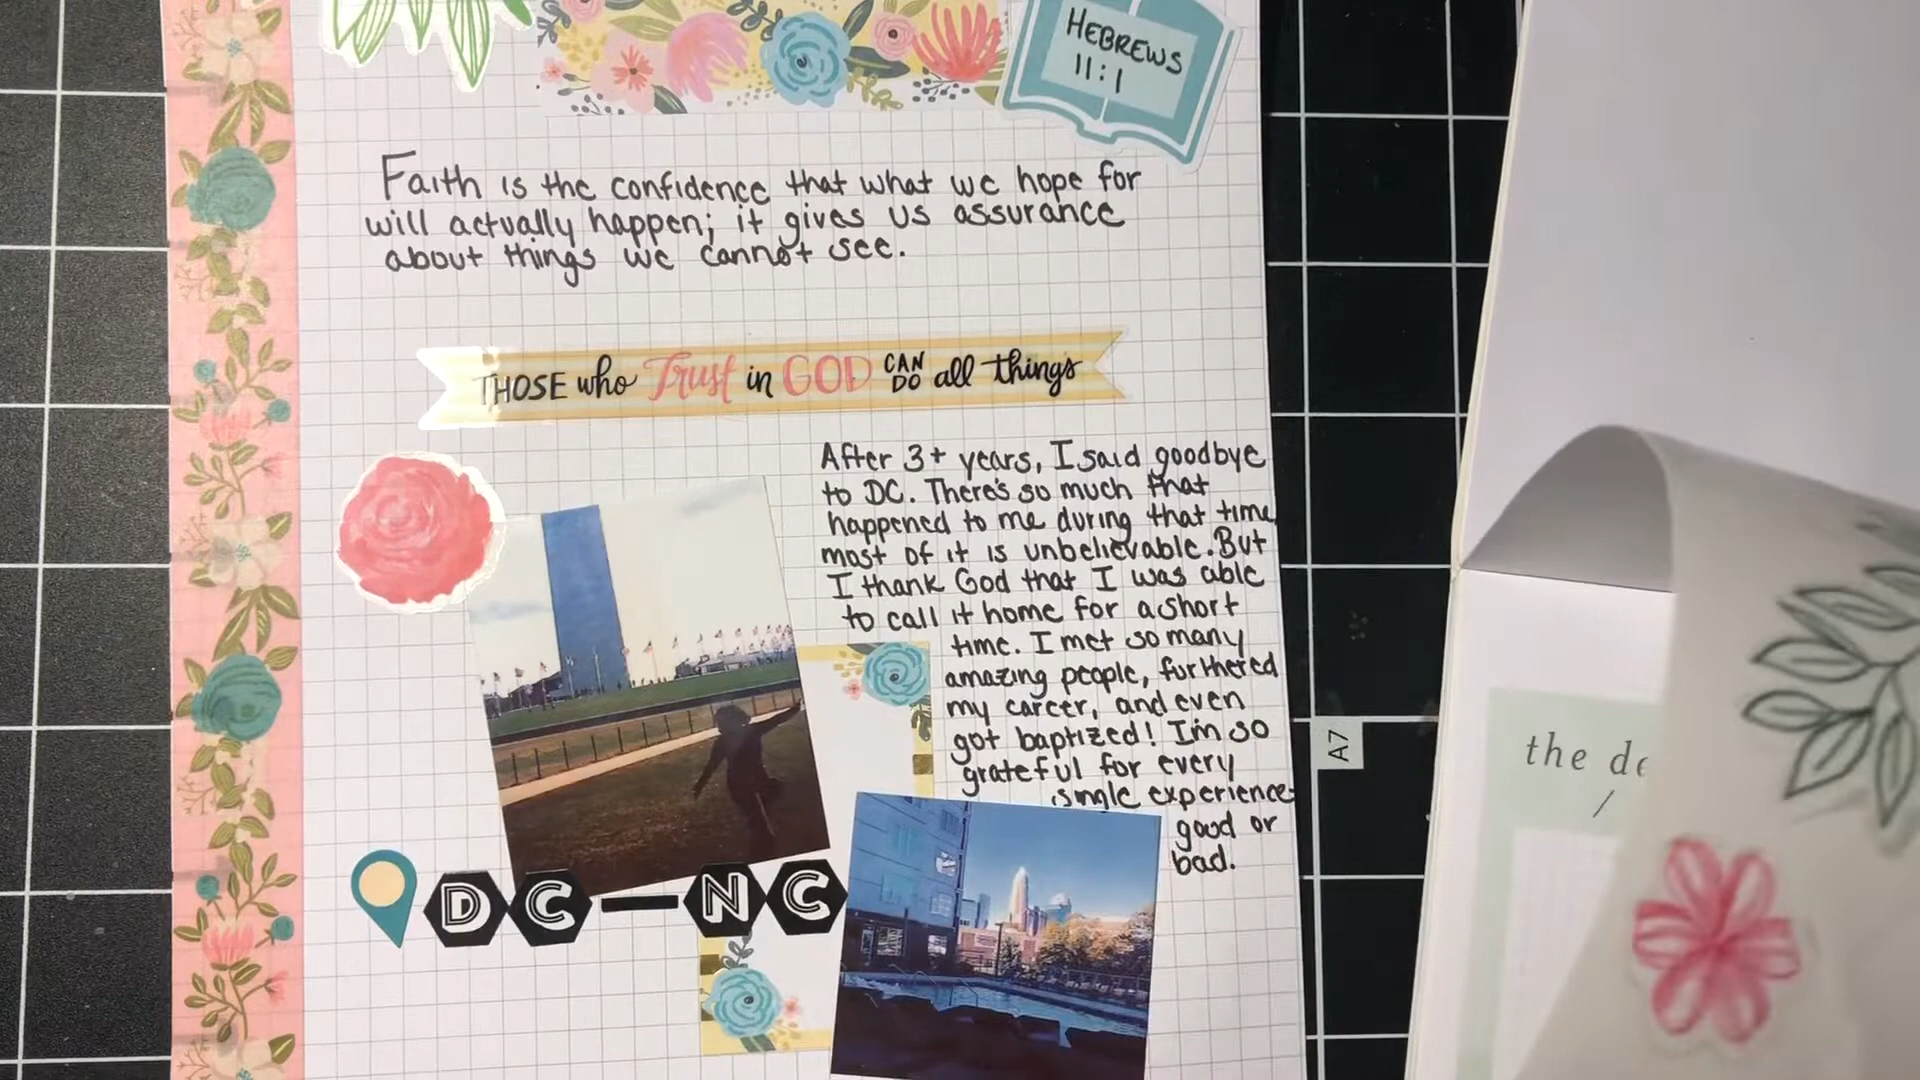 HEBREWS
11:1
Faith is the confidence that what we hope for
will actually happen; it gives us assurance
about things we cannot see.
THOSE who Trust in GOD CAN DO all things
After 3+ years, I said goodbye
to DC. There's so much that
happened to me during that time
most of it is unbelievable. But
I thank God that I was able
to call it home for a short
time. I met so many
amazing people, furthered
my career, and even
got baptized! I'm so
grateful for every
single experience
good or
bad.
DC—NC
A7
the de